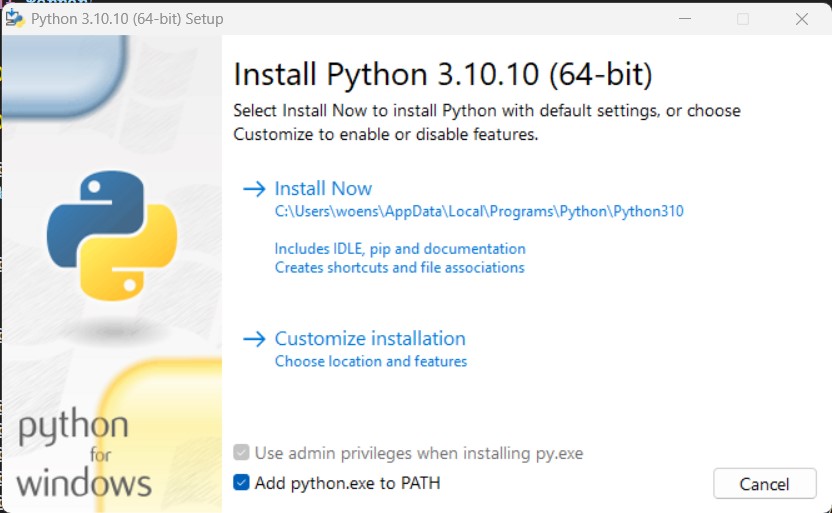 Python 3.10.10 (64-bit) Setup
Install Python 3.10.10 (64-bit)
Select Install Now to install Python with default settings, or choose
Customize to enable or disable features.
Install Now
C:\Users\woens\AppData\Local\Programs\Python\Python310
Includes IDLE, pip and documentation
Creates shortcuts and file associations
Customize installation
Choose location and features
python
for
windows
Use admin privileges when installing py.exe
Add python.exe to PATH
Cancel